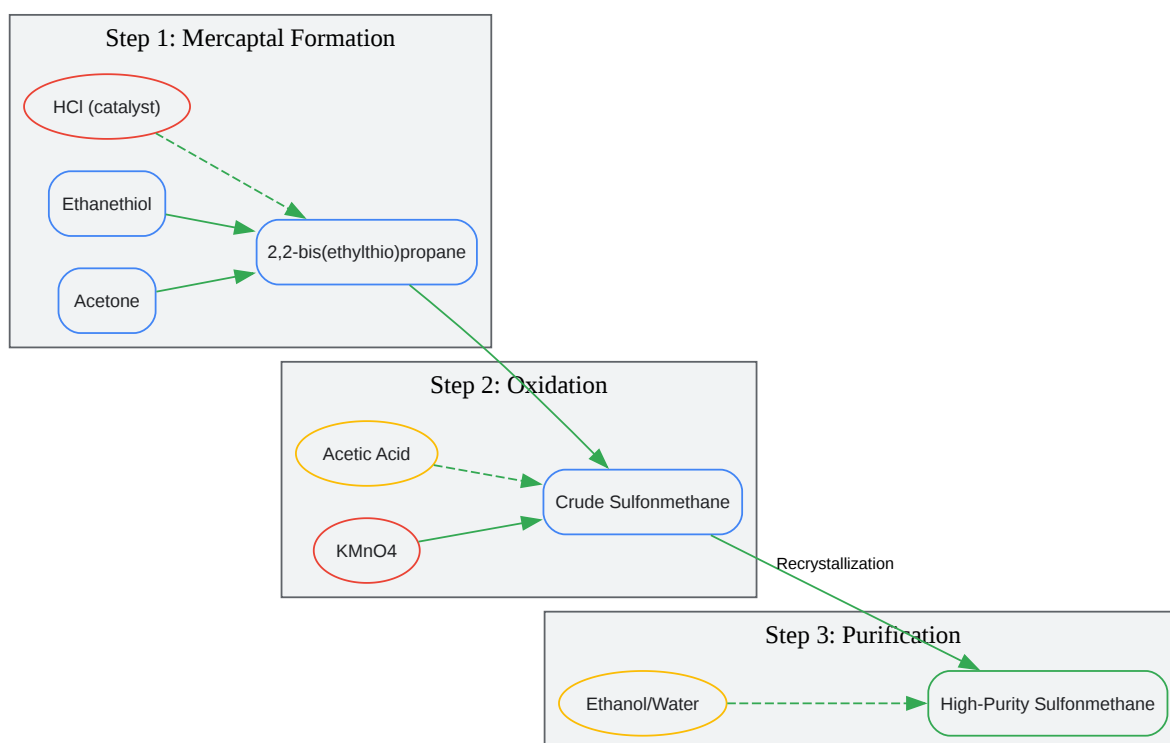 Step 1: Mercaptal Formation
HCl (catalyst)
Ethanethiol
2,2-bis(ethylthio)propane
Acetone
Step 2: Oxidation
Acetic Acid
Crude Sulfonmethane
KMnO4
Recrystallization
Step 3: Purification
Ethanol/Water
High-Purity Sulfonmethane